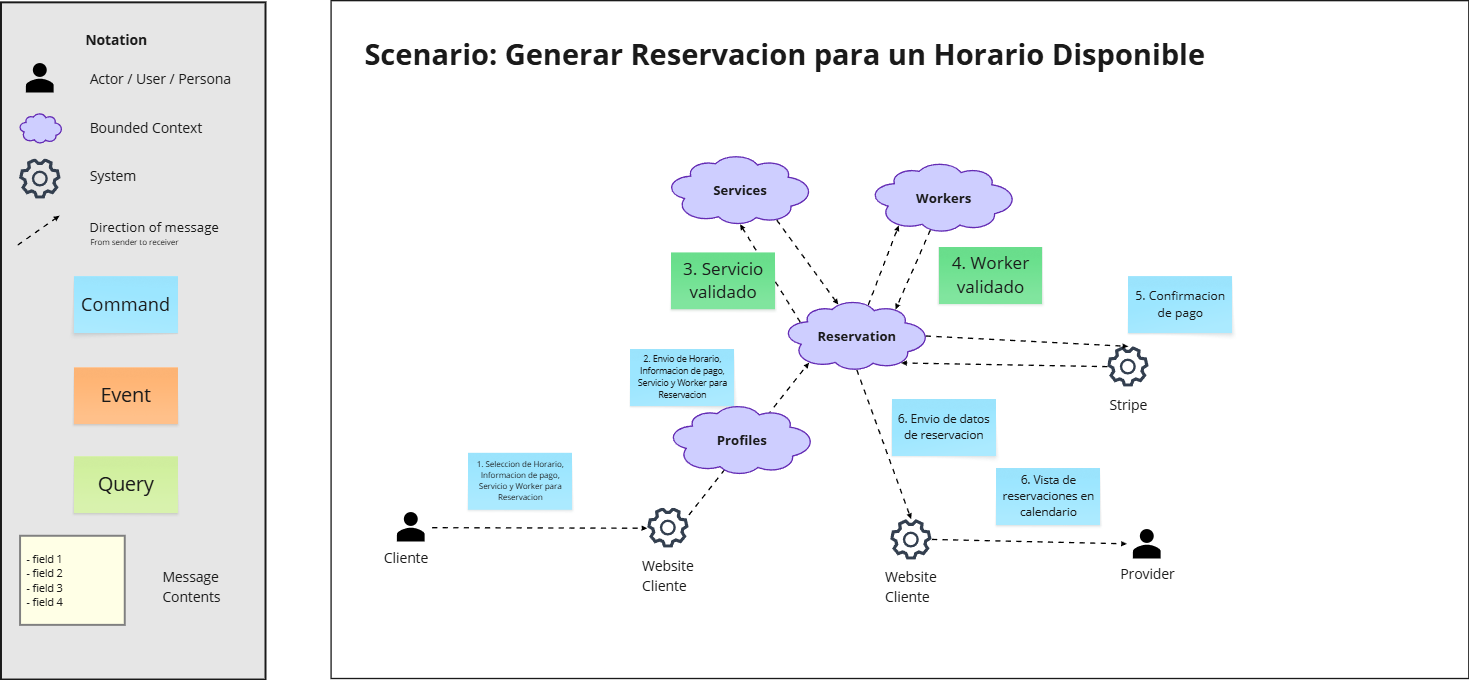 Notation
Actor / User / Persona
Bounded Context
System
Direction of message
From sender to receiver
Command
Event
Query
- field 1
- field 2
- field 3
- field 4
Message
Contents
Scenario: Generar Reservacion para un Horario Disponible
Services
Workers
3. Servicio
validado
4. Worker
validado
5. Confirmacion
de pago
Reservation
Stripe
2. Envio de Horario,
Informacion de pago,
Servicio y Worker para
Reservacion
Profiles
6. Envio de datos
de reservacion
1. Seleccion de Horario,
Informacion de pago,
Servicio y Worker para
Reservacion
6. Vista de
reservaciones en
calendario
Cliente
Website
Cliente
Website
Cliente
Provider